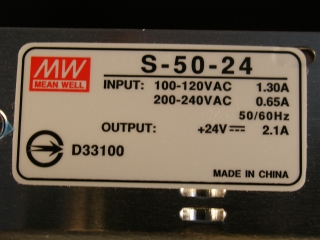 MW
MEAN WELL
S-50-24
INPUT: 100-120VAC 1.30A
200-240VAC 0.65A
50/60Hz
OUTPUT: +24V⎓ 2.1A
D33100
MADE IN CHINA